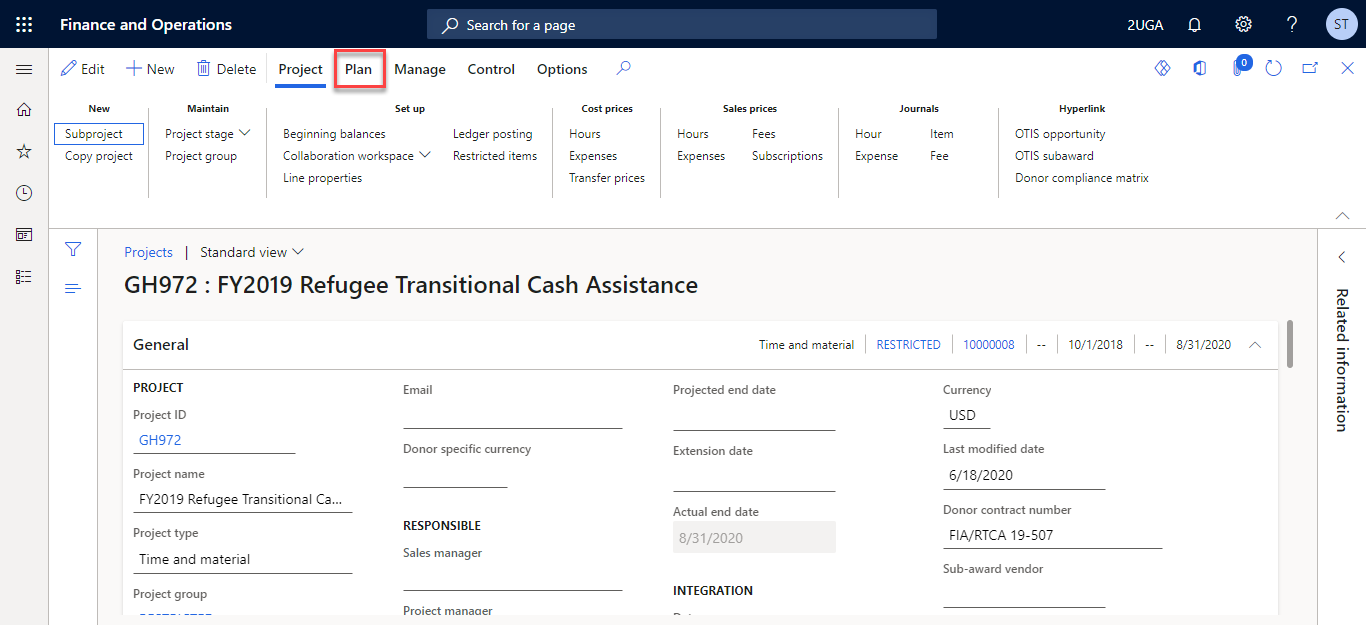 Finance and Operations
Search for a page
2UGA
?
ST
Edit
New
Delete
Project
Plan
Manage
Control
Options
0
New
Subproject
Copy project
Maintain
Project stage
Project group
Set up
Beginning balances
Collaboration workspace
Line properties
Ledger posting
Restricted items
Cost prices
Hours
Expenses
Transfer prices
Sales prices
Hours
Expenses
Fees
Subscriptions
Journals
Hour
Expense
Item
Fee
Hyperlink
OTIS opportunity
OTIS subaward
Donor compliance matrix
Projects | Standard view
GH972 : FY2019 Refugee Transitional Cash Assistance
General
Time and material
RESTRICTED
10000008
--
10/1/2018
--
8/31/2020
PROJECT
Project ID
GH972
Project name
FY2019 Refugee Transitional Ca...
Project type
Time and material
Project group
Email
Donor specific currency
RESPONSIBLE
Sales manager
Project manager
Projected end date
Extension date
Actual end date
8/31/2020
INTEGRATION
Currency
USD
Last modified date
6/18/2020
Donor contract number
FIA/RTCA 19-507
Sub-award vendor
Related information